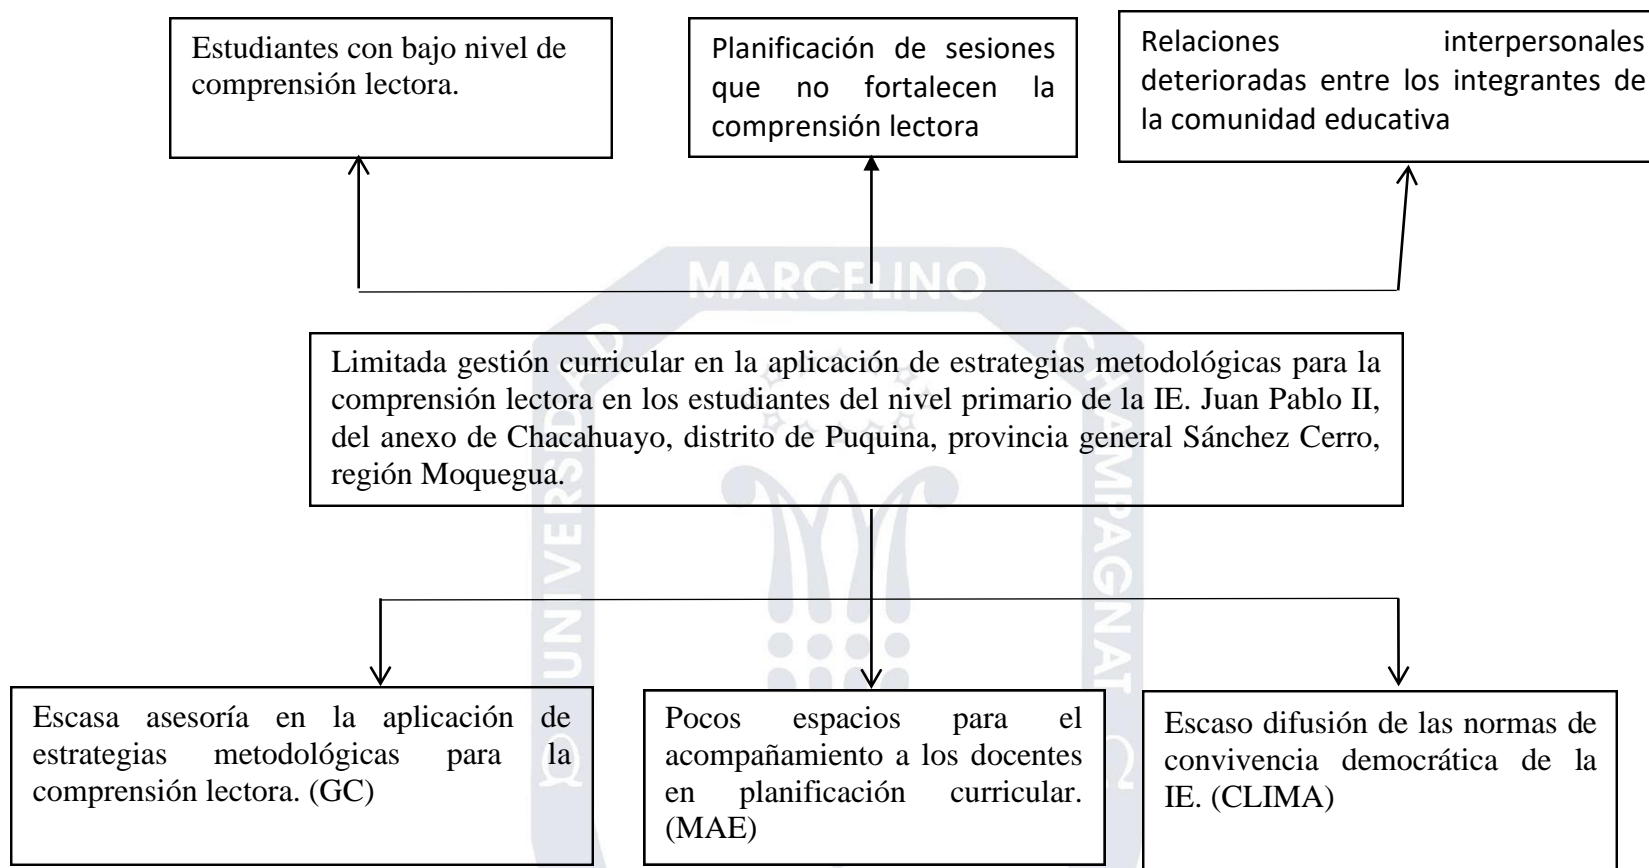 Estudiantes con bajo nivel de
comprensión lectora.
Planificación de sesiones
que no fortalecen la
comprensión lectora
Relaciones interpersonales
deterioradas entre los integrantes de
la comunidad educativa
MARCELINO
CHAMPAGNAT
UNIVERSIDAD
Limitada gestión curricular en la aplicación de estrategias metodológicas para la
comprensión lectora en los estudiantes del nivel primario de la IE. Juan Pablo II,
del anexo de Chacahuayo, distrito de Puquina, provincia general Sánchez Cerro,
región Moquegua.
Escasa asesoría en la aplicación de
estrategias metodológicas para la
comprensión lectora. (GC)
Pocos espacios para el
acompañamiento a los docentes
en planificación curricular.
(MAE)
Escaso difusión de las normas de
convivencia democrática de la
IE. (CLIMA)